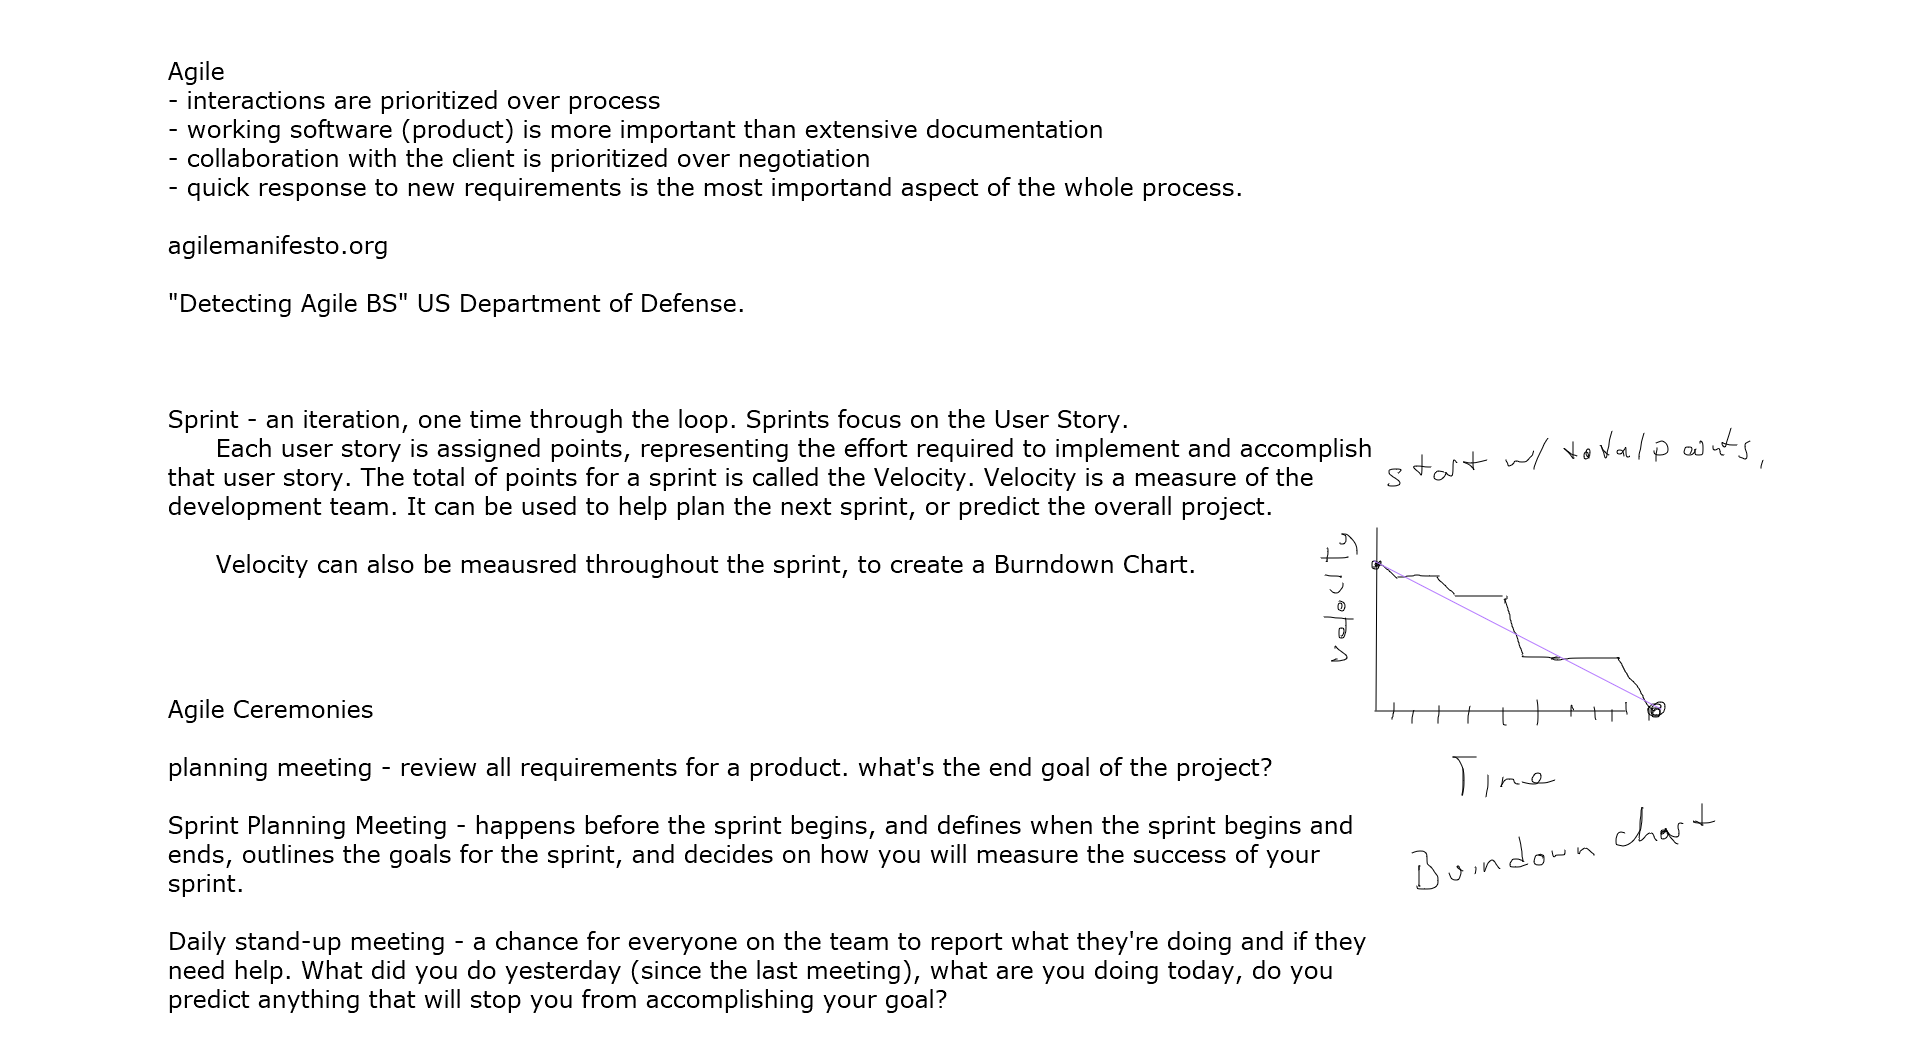 Agile
- interactions are prioritized over process
- working software (product) is more important than extensive documentation
- collaboration with the client is prioritized over negotiation
- quick response to new requirements is the most importand aspect of the whole process.
agilemanifesto.org
"Detecting Agile BS" US Department of Defense.
Sprint - an iteration, one time through the loop. Sprints focus on the User Story.
Each user story is assigned points, representing the effort required to implement and accomplish
that user story. The total of points for a sprint is called the Velocity. Velocity is a measure of the
development team. It can be used to help plan the next sprint, or predict the overall project.
Velocity can also be meausred throughout the sprint, to create a Burndown Chart.
start w/ total points,
velocity
Time
Burndown chart
Agile Ceremonies
planning meeting - review all requirements for a product. what's the end goal of the project?
Sprint Planning Meeting - happens before the sprint begins, and defines when the sprint begins and
ends, outlines the goals for the sprint, and decides on how you will measure the success of your
sprint.
Daily stand-up meeting - a chance for everyone on the team to report what they're doing and if they
need help. What did you do yesterday (since the last meeting), what are you doing today, do you
predict anything that will stop you from accomplishing your goal?